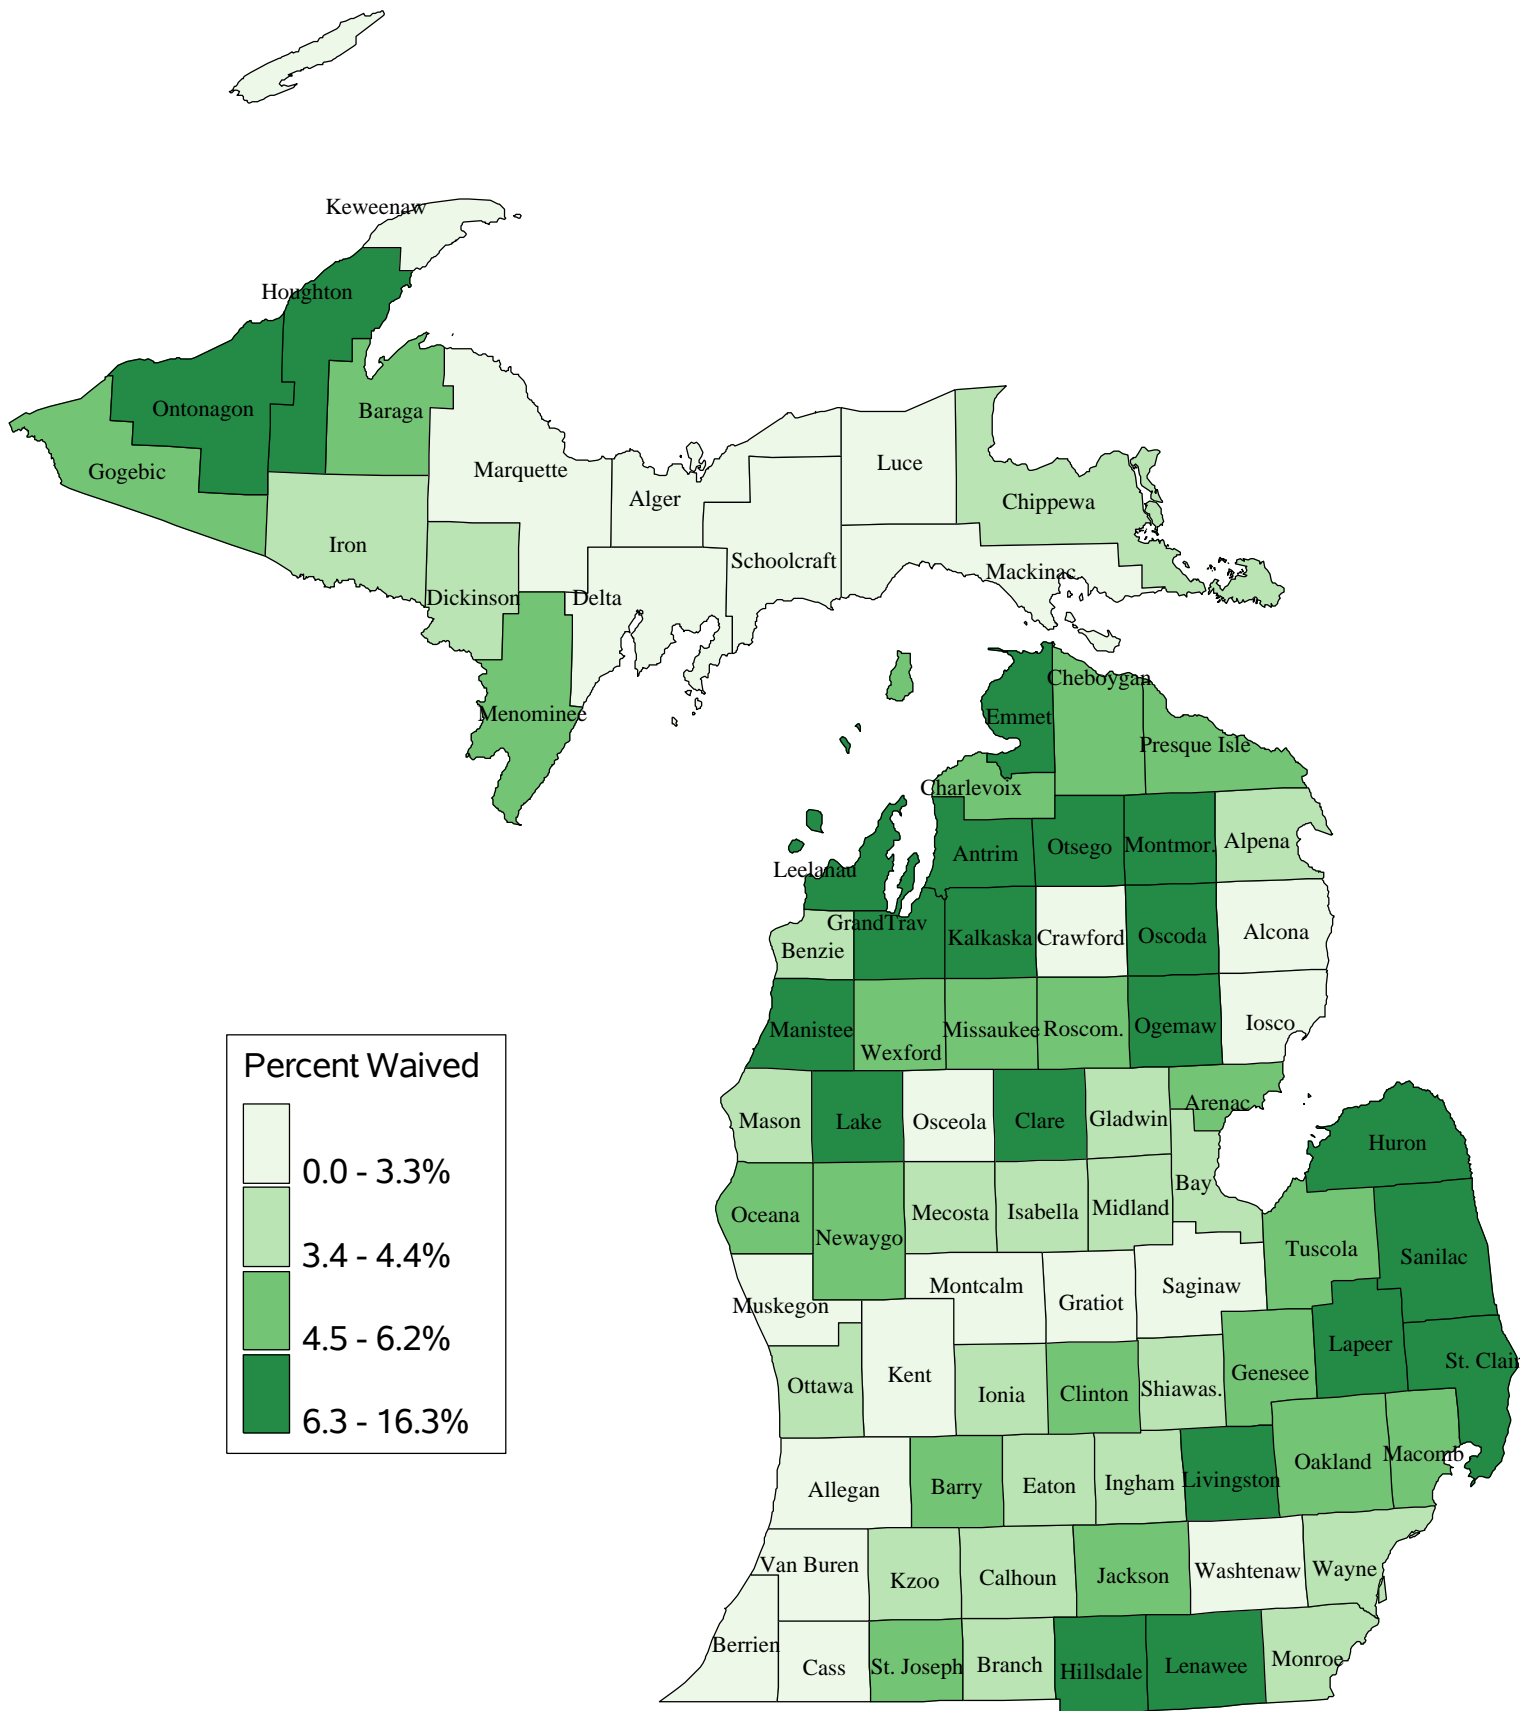 Keweenaw
Houghton
Ontonagon
Baraga
Gogebic
Marquette
Luce
Alger
Chippewa
Iron
Schoolcraft
Mackinac
Dickinson
Delta
Menominee
Cheboygan
Emmet
Presque Isle
Charlevoix
Antrim
Otsego
Montmor.
Alpena
Leelanau
GrandTrav
Kalkaska
Crawford
Oscoda
Alcona
Benzie
Manistee
Wexford
Missaukee
Roscom.
Ogemaw
Iosco
Percent Waived
0.0 - 3.3%
3.4 - 4.4%
4.5 - 6.2%
6.3 - 16.3%
Mason
Lake
Osceola
Clare
Gladwin
Arenac
Huron
Oceana
Newaygo
Mecosta
Isabella
Midland
Bay
Tuscola
Sanilac
Muskegon
Montcalm
Gratiot
Saginaw
Lapeer
St. Clair
Ottawa
Kent
Ionia
Clinton
Shiawas.
Genesee
Allegan
Barry
Eaton
Ingham
Livingston
Oakland
Macomb
Van Buren
Kzoo
Calhoun
Jackson
Washtenaw
Wayne
Berrien
Cass
St. Joseph
Branch
Hillsdale
Lenawee
Monroe